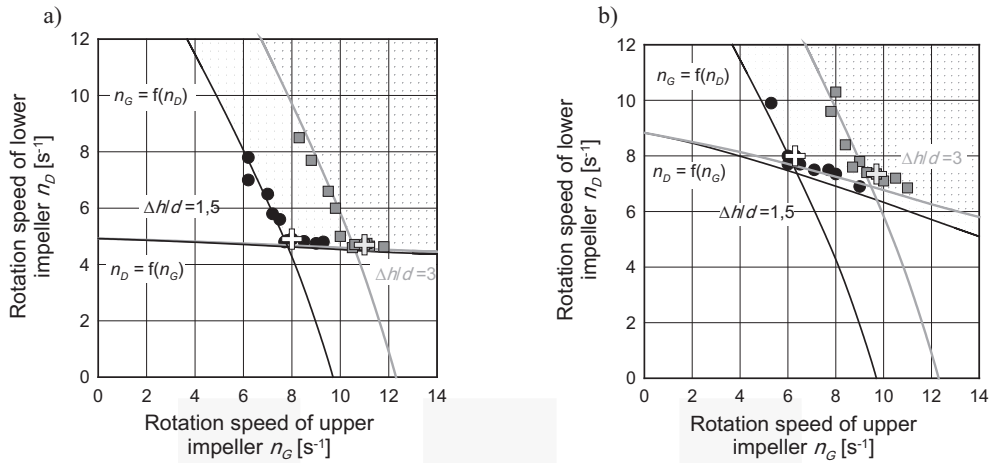 a)
12
10
8
6
4
2
0
0 2 4 6 8 10 12 14
Rotation speed of lower
impeller n_D [s⁻¹]
n_G = f(n_D)
Δh/d =1,5
n_D = f(n_G)
Δh/d =3
Rotation speed of upper
impeller n_G [s⁻¹]
b)
12
10
8
6
4
2
0
0 2 4 6 8 10 12 14
Rotation speed of lower
impeller n_D [s⁻¹]
n_G = f(n_D)
n_D = f(n_G)
Δh/d =3
Δh/d =1,5
Rotation speed of upper
impeller n_G [s⁻¹]